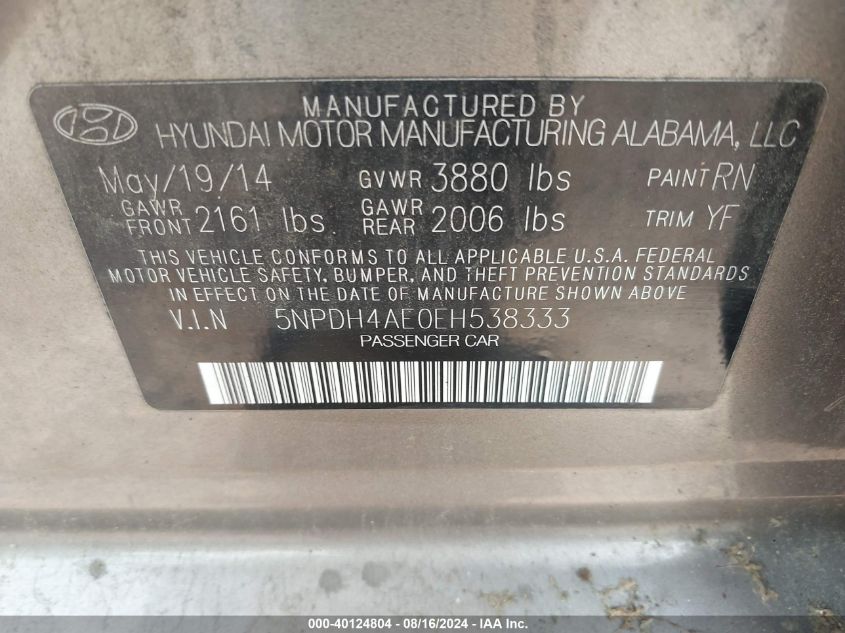 MANUFACTURED BY
HYUNDAI MOTOR MANUFACTURING ALABAMA, LLC
May/19/14 GVWR 3880 lbs PAINT RN
GAWR FRONT 2161 lbs GAWR REAR 2006 lbs TRIM YF
THIS VEHICLE CONFORMS TO ALL APPLICABLE U.S.A. FEDERAL
MOTOR VEHICLE SAFETY, BUMPER, AND THEFT PREVENTION STANDARDS
IN EFFECT ON THE DATE OF MANUFACTURE SHOWN ABOVE
V.I.N 5NPDH4AE0EH538333
PASSENGER CAR
000-40124804 - 08/16/2024 - IAA Inc.